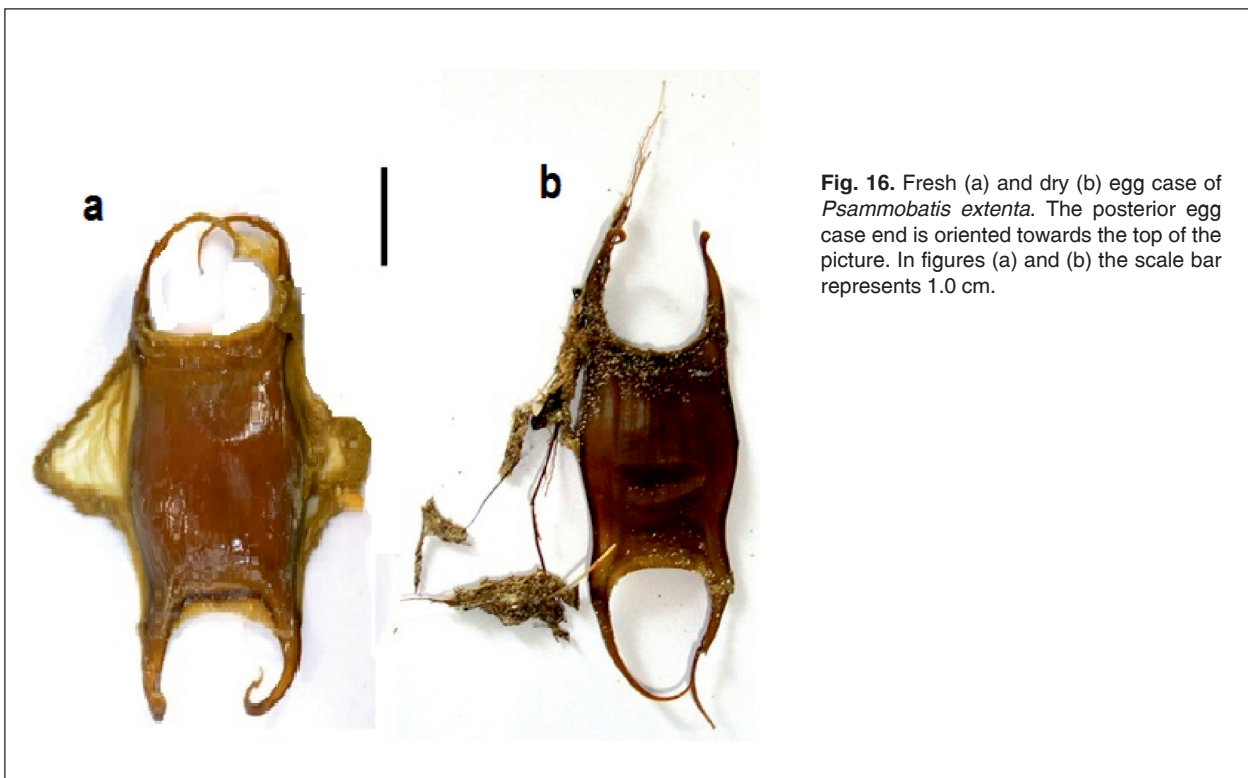 a
b
Fig. 16. Fresh (a) and dry (b) egg case of
Psammobatis extenta. The posterior egg
case end is oriented towards the top of the
picture. In figures (a) and (b) the scale bar
represents 1.0 cm.